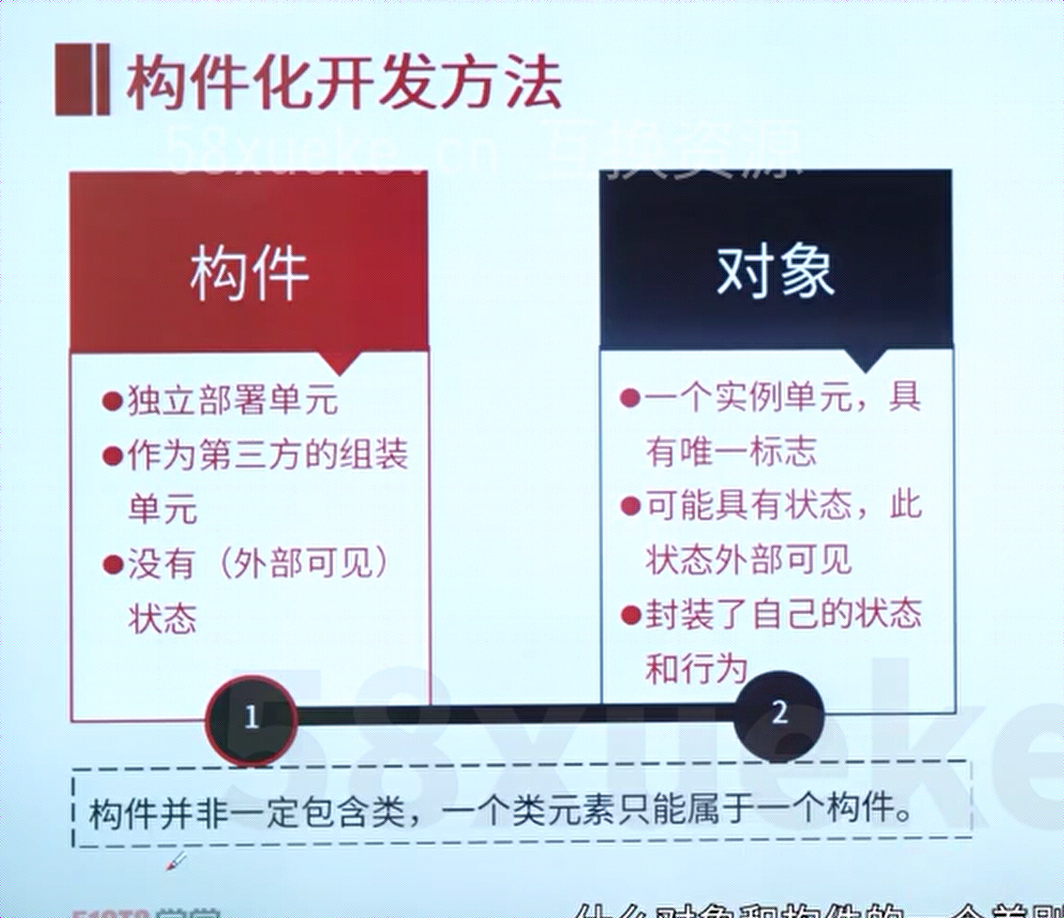 构件化开发方法
58xueke.cn 互换资源
构件
●独立部署单元
●作为第三方的组装
单元
●没有（外部可见）
状态
对象
●一个实例单元，具
有唯一标志
●可能具有状态，此
状态外部可见
●封装了自己的状态
和行为
1
2
58xueke
构件并非一定包含类，一个类元素只能属于一个构件。